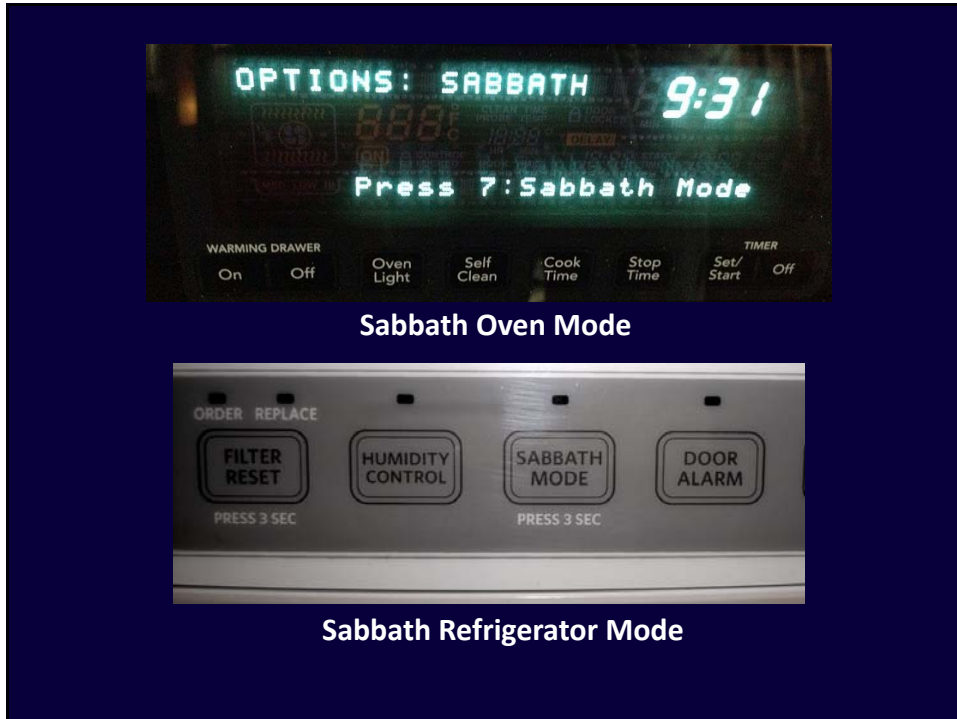 OPTIONS: SABBATH 9:31
DELAY
ON
Press 7:Sabbath Mode
WARMING DRAWER
On Off
Oven Light
Self Clean
Cook Time
Stop Time
TIMER
Set/ Start
Off
Sabbath Oven Mode
ORDER REPLACE
FILTER RESET
PRESS 3 SEC
HUMIDITY CONTROL
SABBATH MODE
PRESS 3 SEC
DOOR ALARM
Sabbath Refrigerator Mode